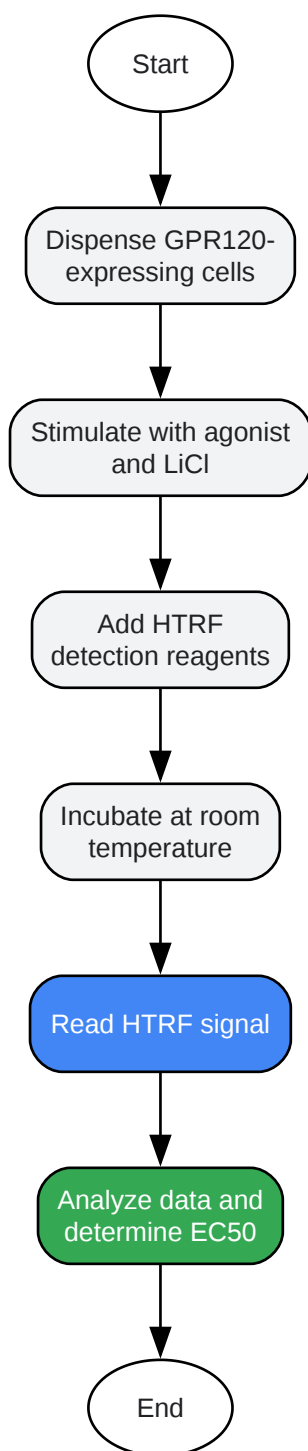 Start
Dispense GPR120-
expressing cells
Stimulate with agonist
and LiCl
Add HTRF
detection reagents
Incubate at room
temperature
Read HTRF signal
Analyze data and
determine EC50
End